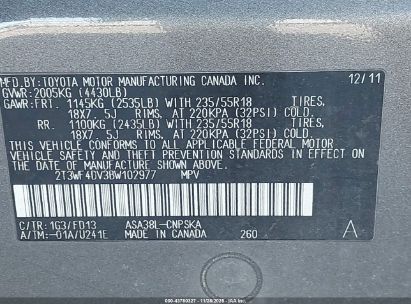 MFD.BY:TOYOTA MOTOR MANUFACTURING CANADA INC. 12/11
GVWR:2005KG (4430LB)
GAWR:FRT. 1145KG (2535LB) WITH 235/55R18 TIRES,
18X7. 5J RIMS, AT 220KPA (32PSI) COLD.
RR. 1100KG (2435LB) WITH 235/55R18 TIRES,
18X7. 5J RIMS, AT 220KPA (32PSI) COLD.
THIS VEHICLE CONFORMS TO ALL APPLICABLE FEDERAL MOTOR
VEHICLE SAFETY AND BUMPER STANDARDS IN EFFECT ON
THE DATE OF MANUFACTURE SHOWN ABOVE.
2T3WF4DV3BW102977 MPV
C/TR:1G3/FD13 ASA38L-CNPSKA
A/TM:-01A/U241E MADE IN CANADA 260 A